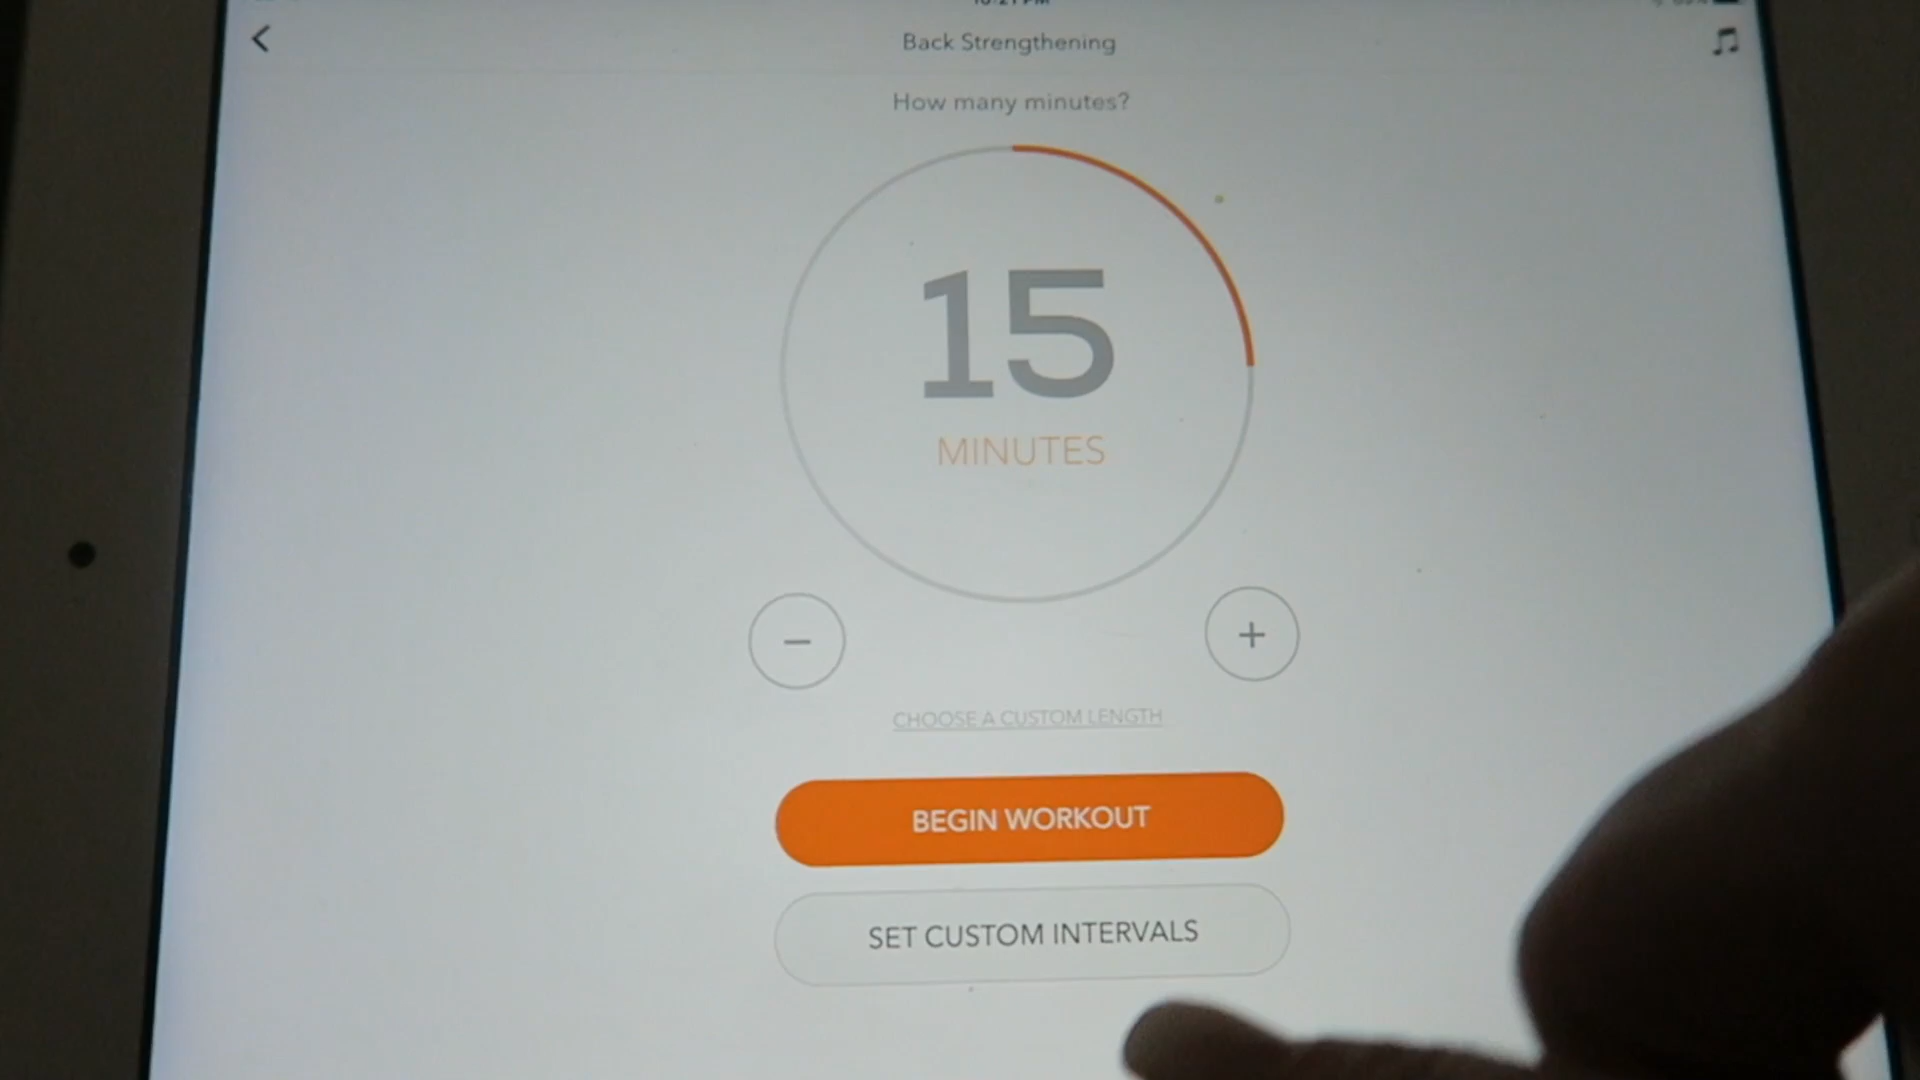 Back Strengthening
How many minutes?
15
MINUTES
CHOOSE A CUSTOM LENGTH
BEGIN WORKOUT
SET CUSTOM INTERVALS